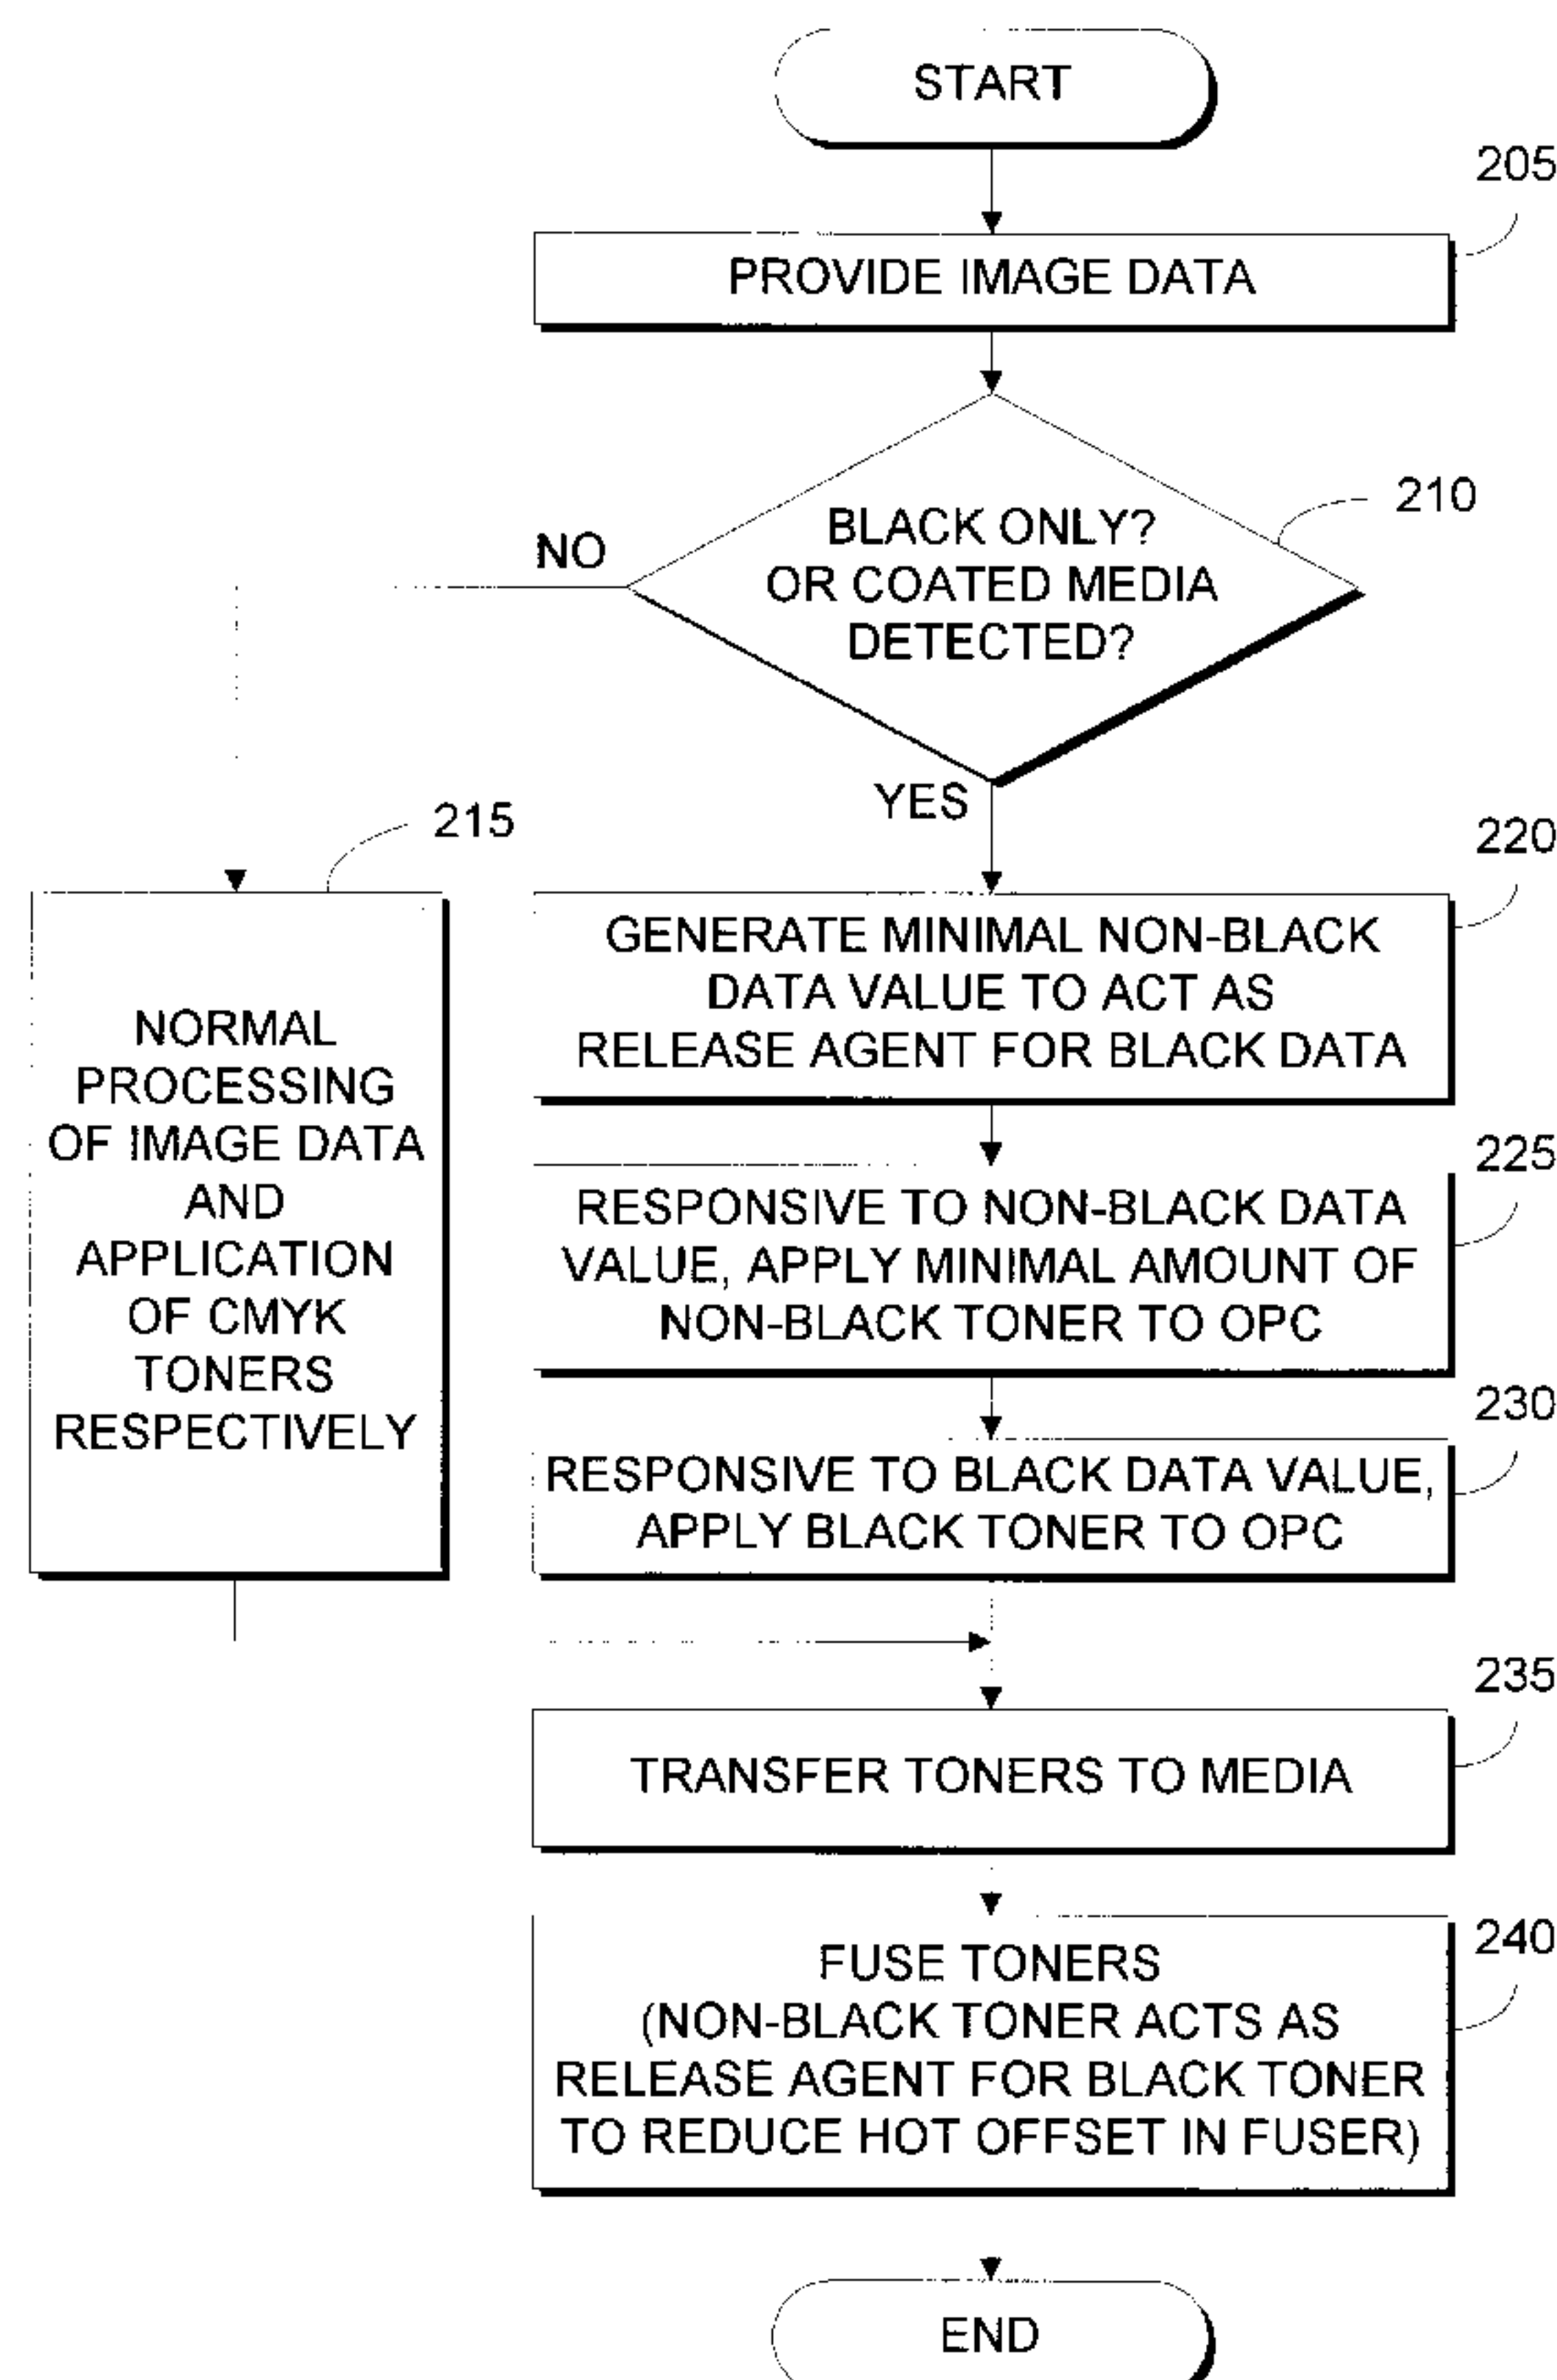 START
205
PROVIDE IMAGE DATA
210
BLACK ONLY?
OR COATED MEDIA
DETECTED?
NO
YES
215
NORMAL
PROCESSING
OF IMAGE DATA
AND
APPLICATION
OF CMYK
TONERS
RESPECTIVELY
220
GENERATE MINIMAL NON-BLACK
DATA VALUE TO ACT AS
RELEASE AGENT FOR BLACK DATA
225
RESPONSIVE TO NON-BLACK DATA
VALUE, APPLY MINIMAL AMOUNT OF
NON-BLACK TONER TO OPC
230
RESPONSIVE TO BLACK DATA VALUE,
APPLY BLACK TONER TO OPC
235
TRANSFER TONERS TO MEDIA
240
FUSE TONERS
(NON-BLACK TONER ACTS AS
RELEASE AGENT FOR BLACK TONER
TO REDUCE HOT OFFSET IN FUSER)
END